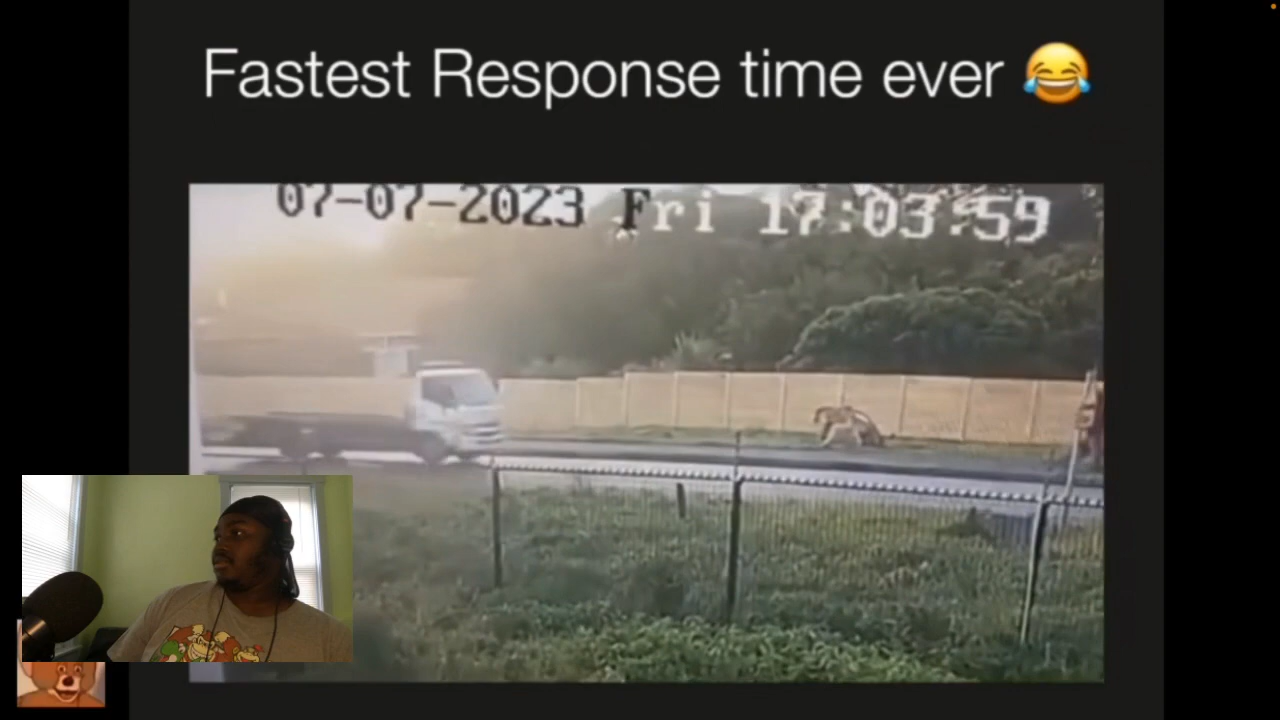 Fastest Response time ever 😂
07-07-2023 Fri 17:03:59